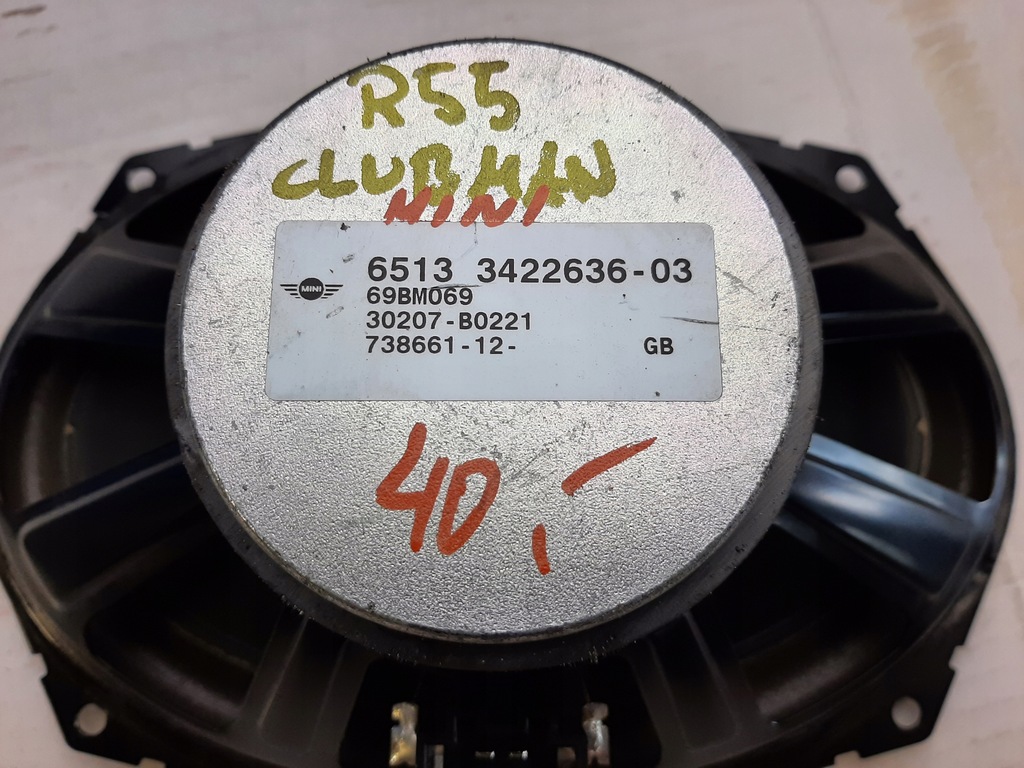 R55
CLUBMAN
MINI
6513 3422636-03
MINI
69BM069
30207-B0221
738661-12- GB
40,-